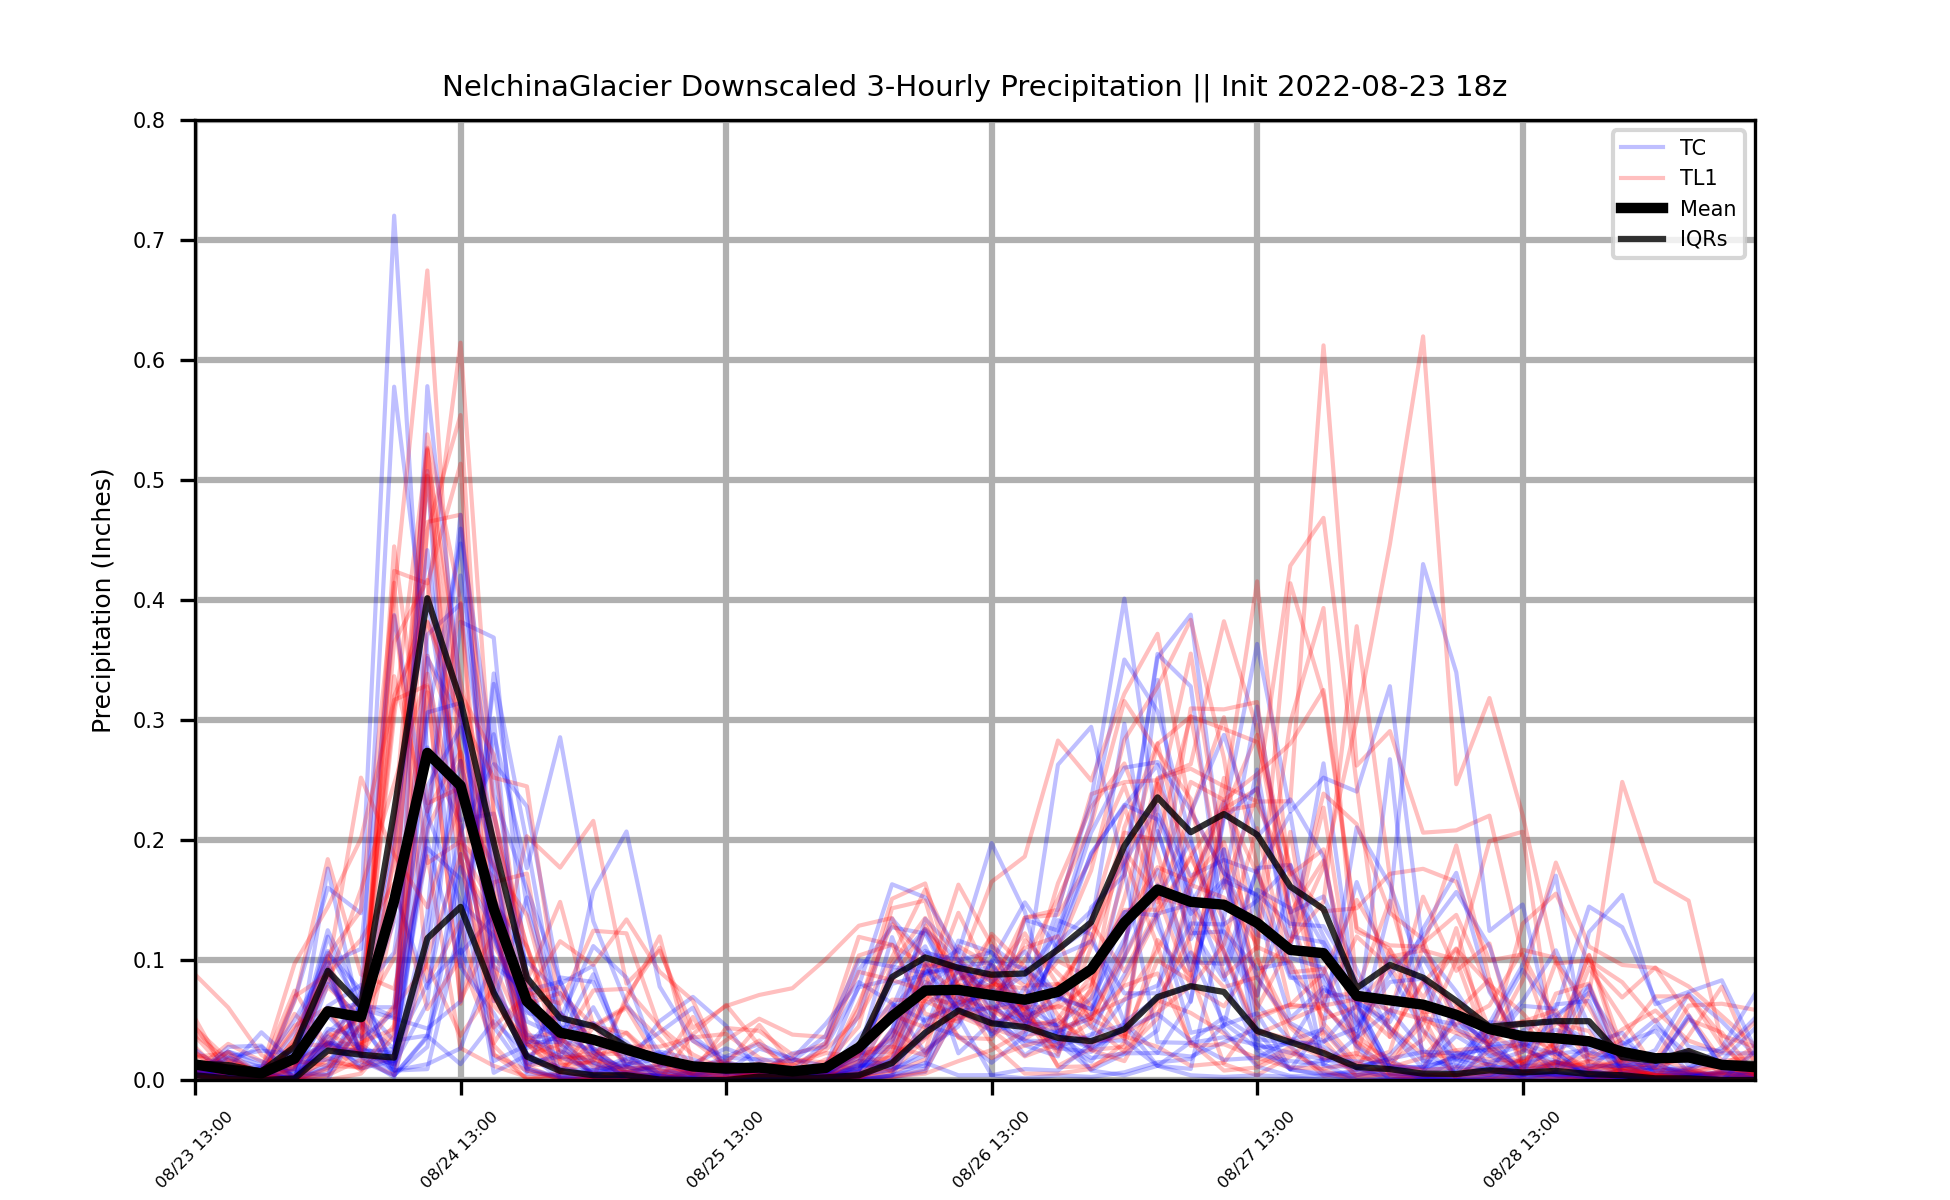 NelchinaGlacier Downscaled 3-Hourly Precipitation || Init 2022-08-23 18z
TC
TL1
Mean
IQRs
Precipitation (Inches)
0.8
0.7
0.6
0.5
0.4
0.3
0.2
0.1
0.0
08/23 13:00
08/24 13:00
08/25 13:00
08/26 13:00
08/27 13:00
08/28 13:00